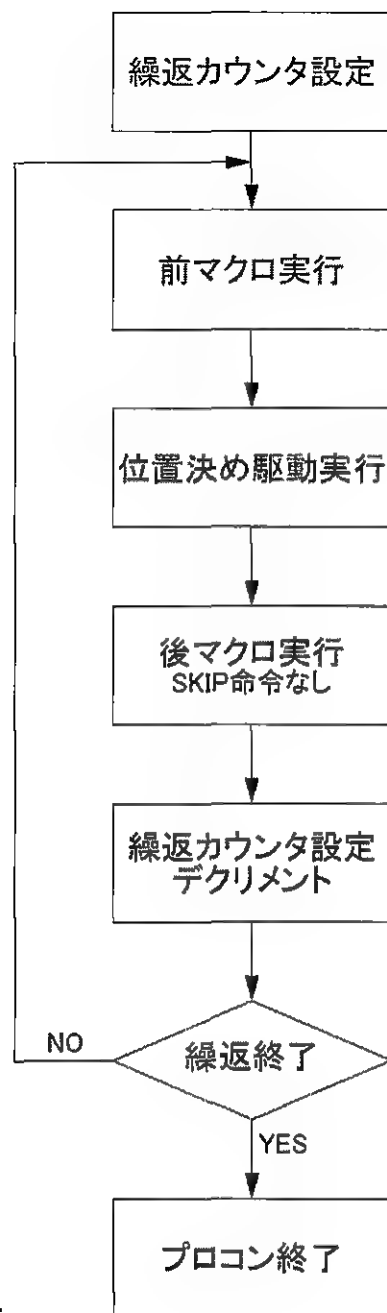 繰返カウンタ設定
前マクロ実行
位置決め駆動実行
後マクロ実行
SKIP命令なし
繰返カウンタ設定
デクリメント
繰返終了
NO
YES
プロコン終了